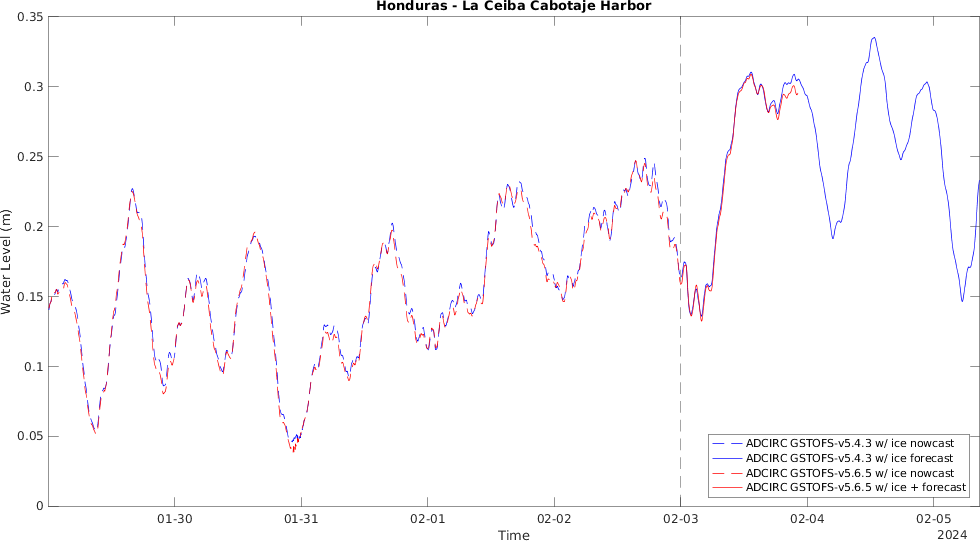 Honduras - La Ceiba Cabotaje Harbor
0.35
0.3
0.25
0.2
0.15
0.1
0.05
0
Water Level (m)
01-30
01-31
02-01
02-02
02-03
02-04
02-05
Time
2024
ADCIRC GSTOFS-v5.4.3 w/ ice nowcast
ADCIRC GSTOFS-v5.4.3 w/ ice forecast
ADCIRC GSTOFS-v5.6.5 w/ ice nowcast
ADCIRC GSTOFS-v5.6.5 w/ ice + forecast